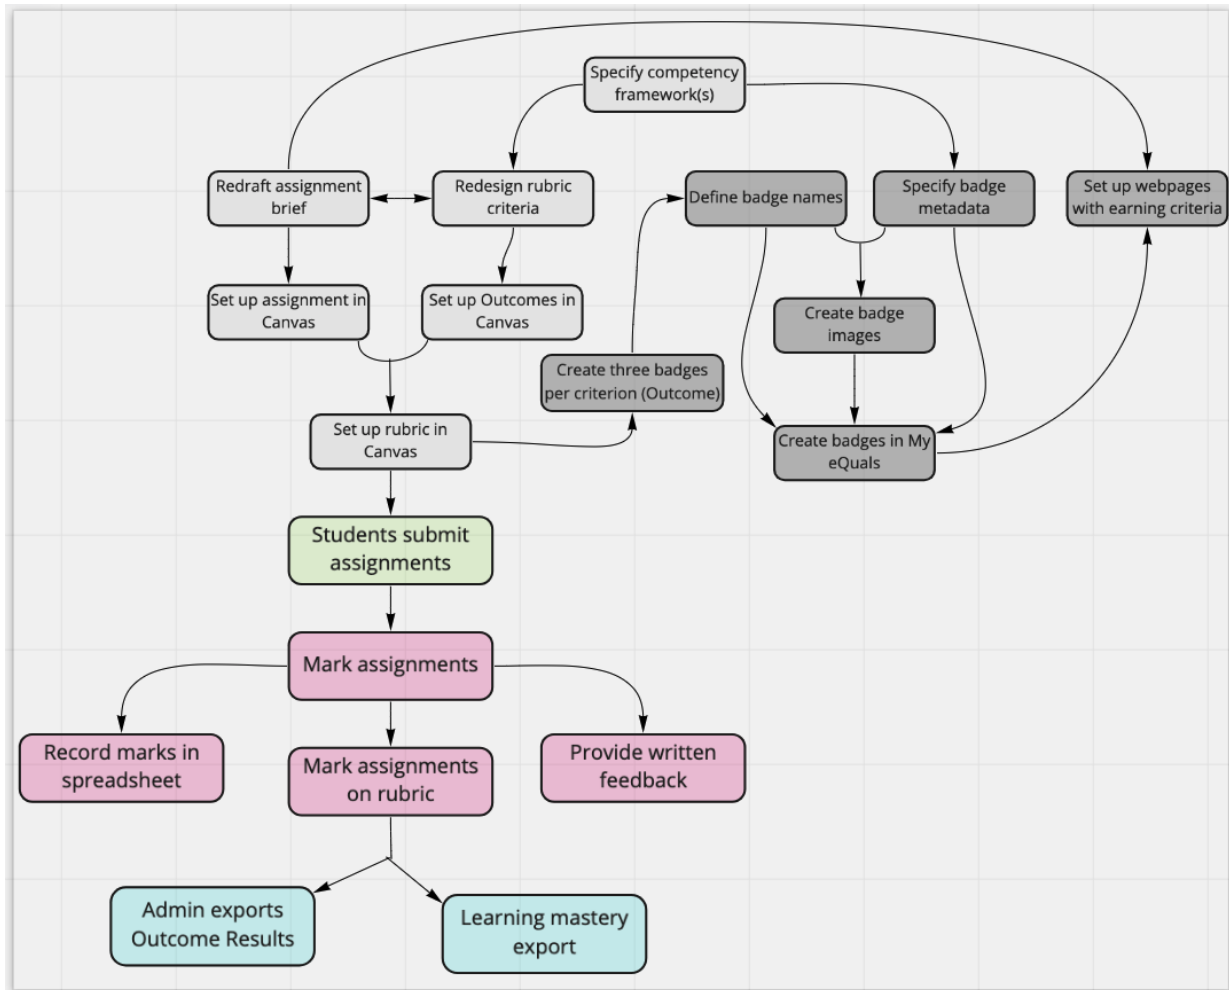 Specify competency
framework(s)
Redraft assignment
brief
Redesign rubric
criteria
Define badge names
Specify badge
metadata
Set up webpages
with earning criteria
Set up assignment in
Canvas
Set up Outcomes in
Canvas
Create badge
images
Create three badges
per criterion (Outcome)
Set up rubric in
Canvas
Create badges in My
eQuals
Students submit
assignments
Mark assignments
Record marks in
spreadsheet
Mark assignments
on rubric
Provide written
feedback
Admin exports
Outcome Results
Learning mastery
export